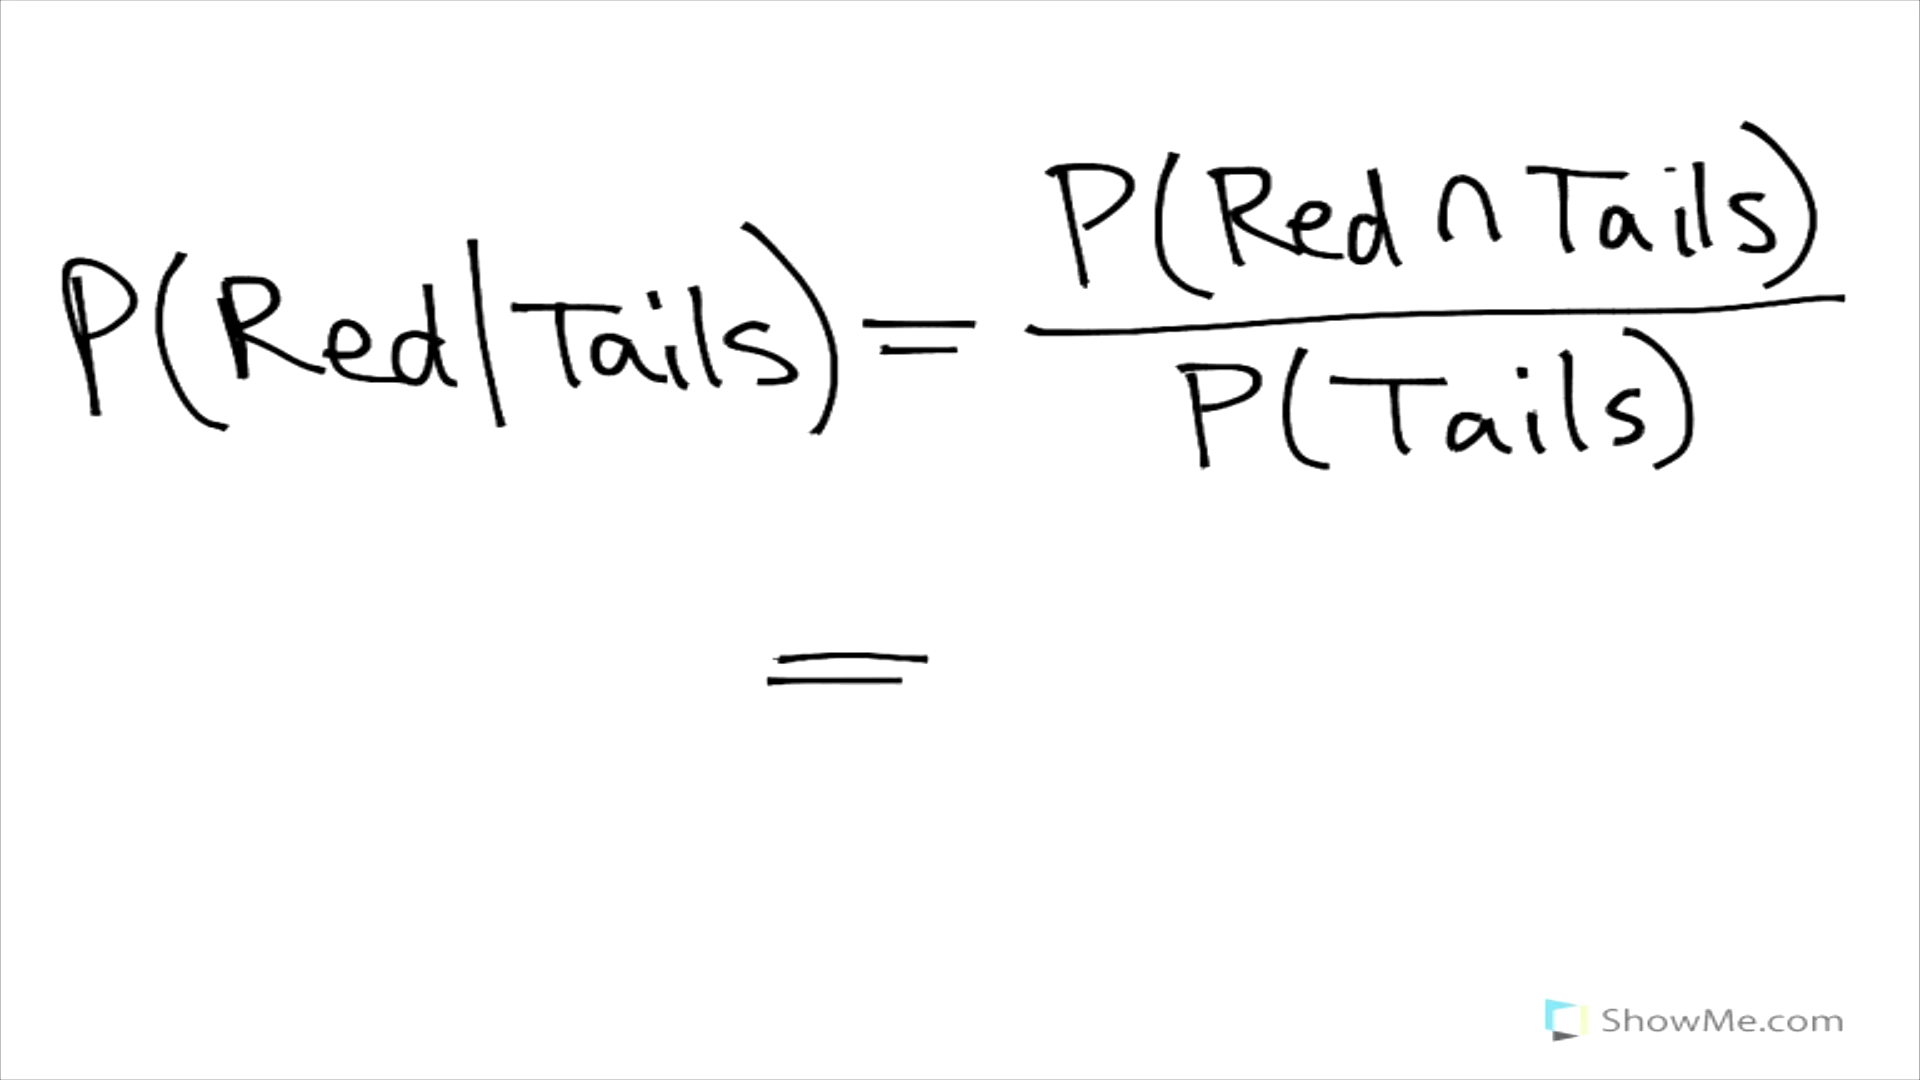 P(Red|Tails) = P(Red ∩ Tails)
P(Tails)
=
ShowMe.com